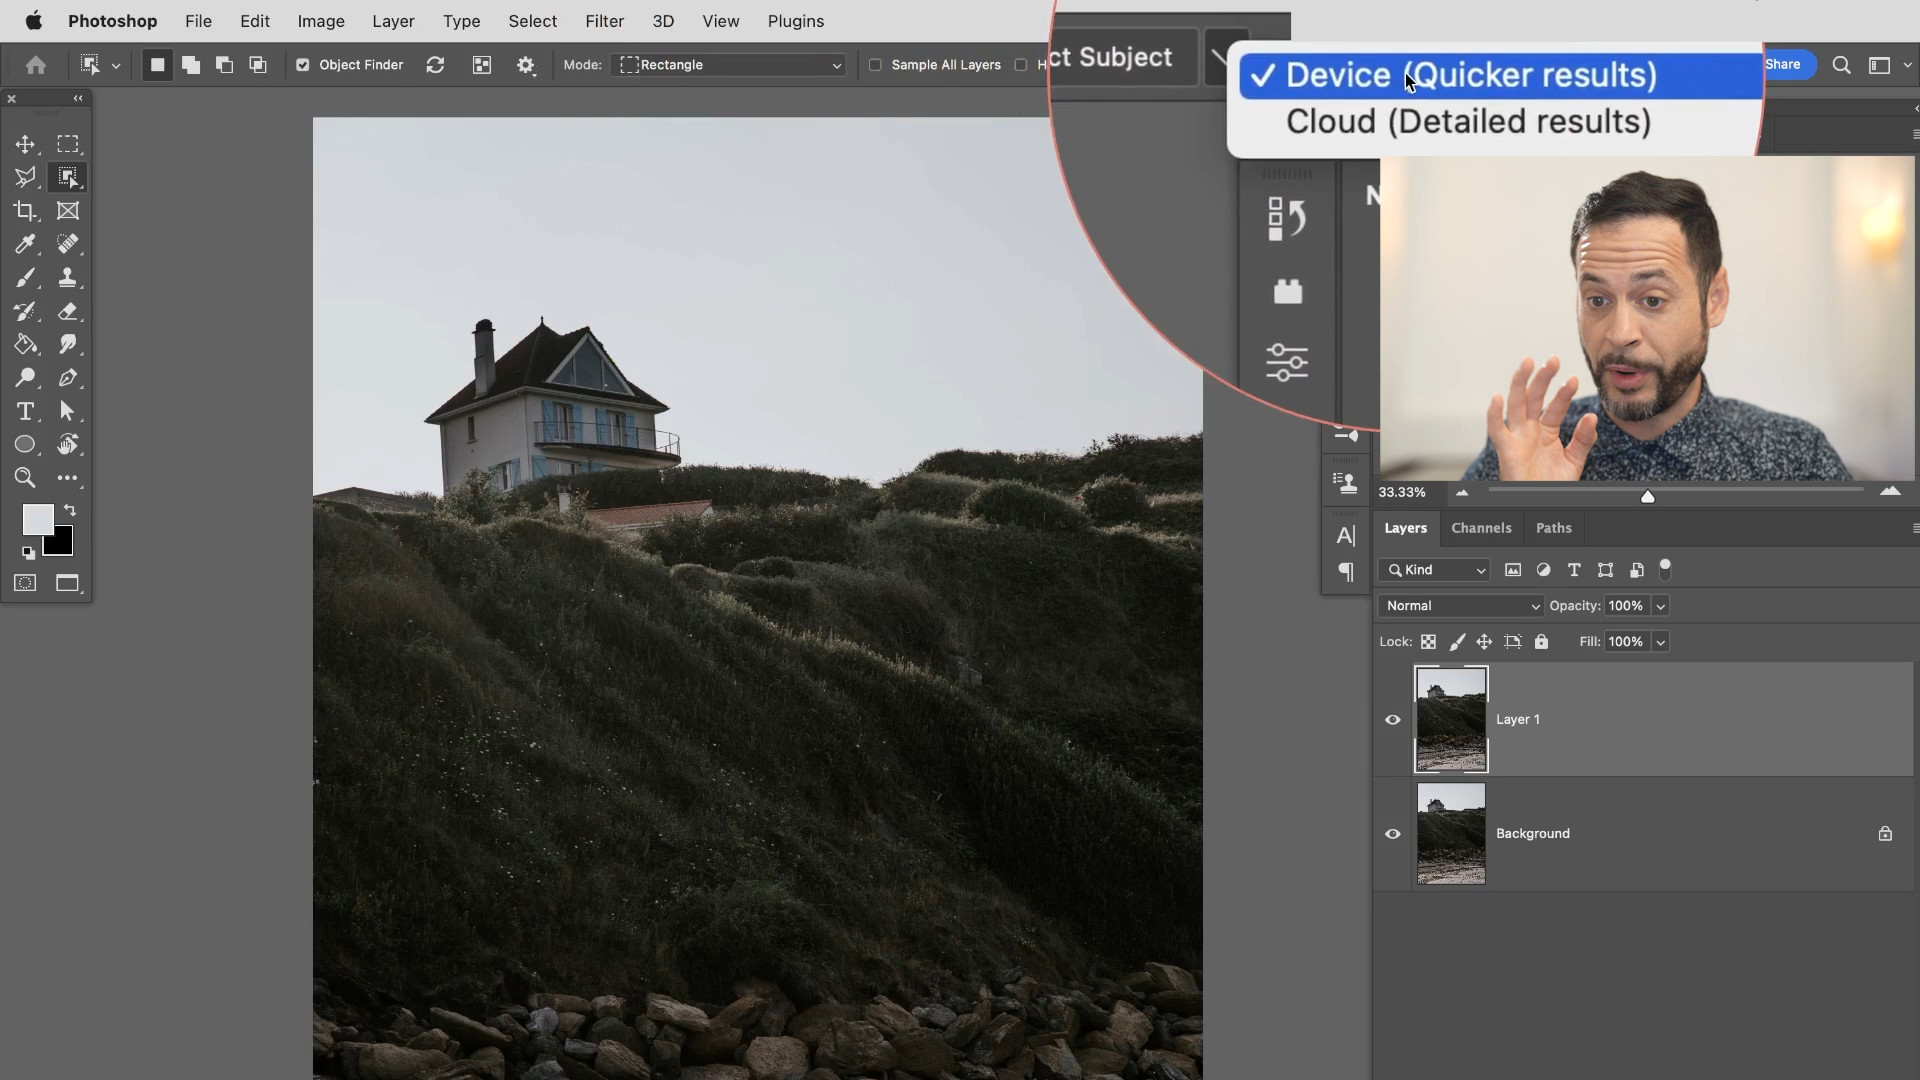 Photoshop File Edit Image Layer Type Select Filter 3D View Plugins
Object Finder Mode: Rectangle Sample All Layers H
ct Subject
✓ Device (Quicker results)
Cloud (Detailed results)
Share
N
33.33%
Layers Channels Paths
Kind
Normal Opacity: 100%
Lock: Fill: 100%
Layer 1
Background